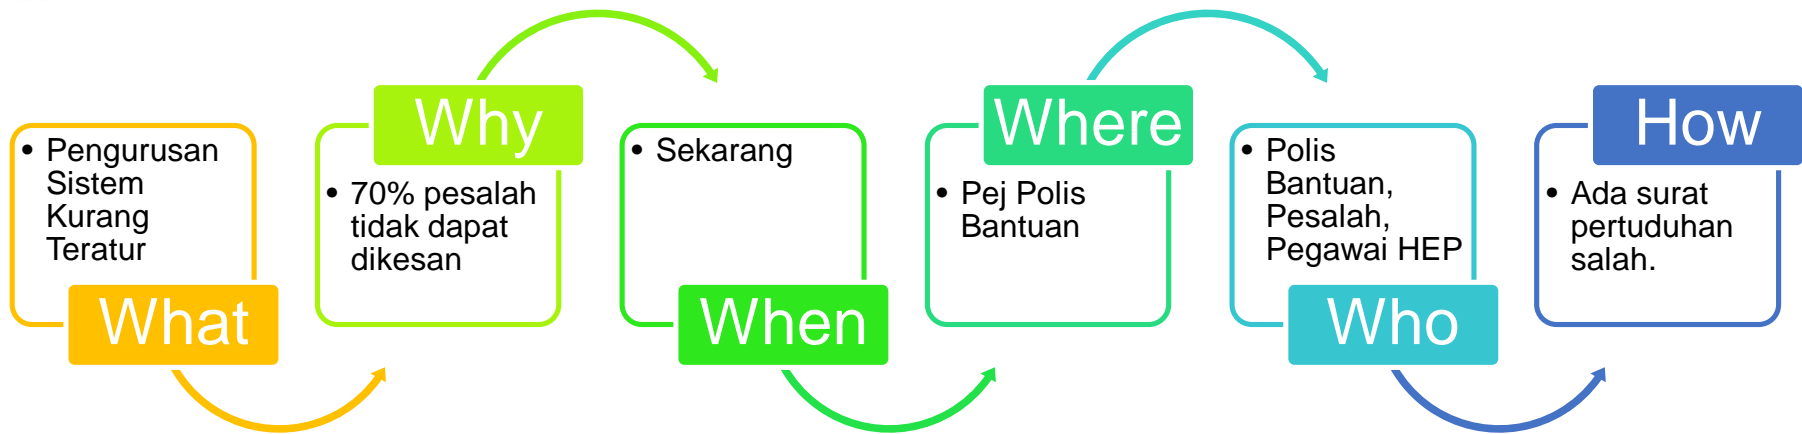 • Pengurusan
Sistem
Kurang
Teratur
What
Why
• 70% pesalah
tidak dapat
dikesan
• Sekarang
When
Where
• Pej Polis
Bantuan
• Polis
Bantuan,
Pesalah,
Pegawai HEP
Who
How
• Ada surat
pertuduhan
salah.